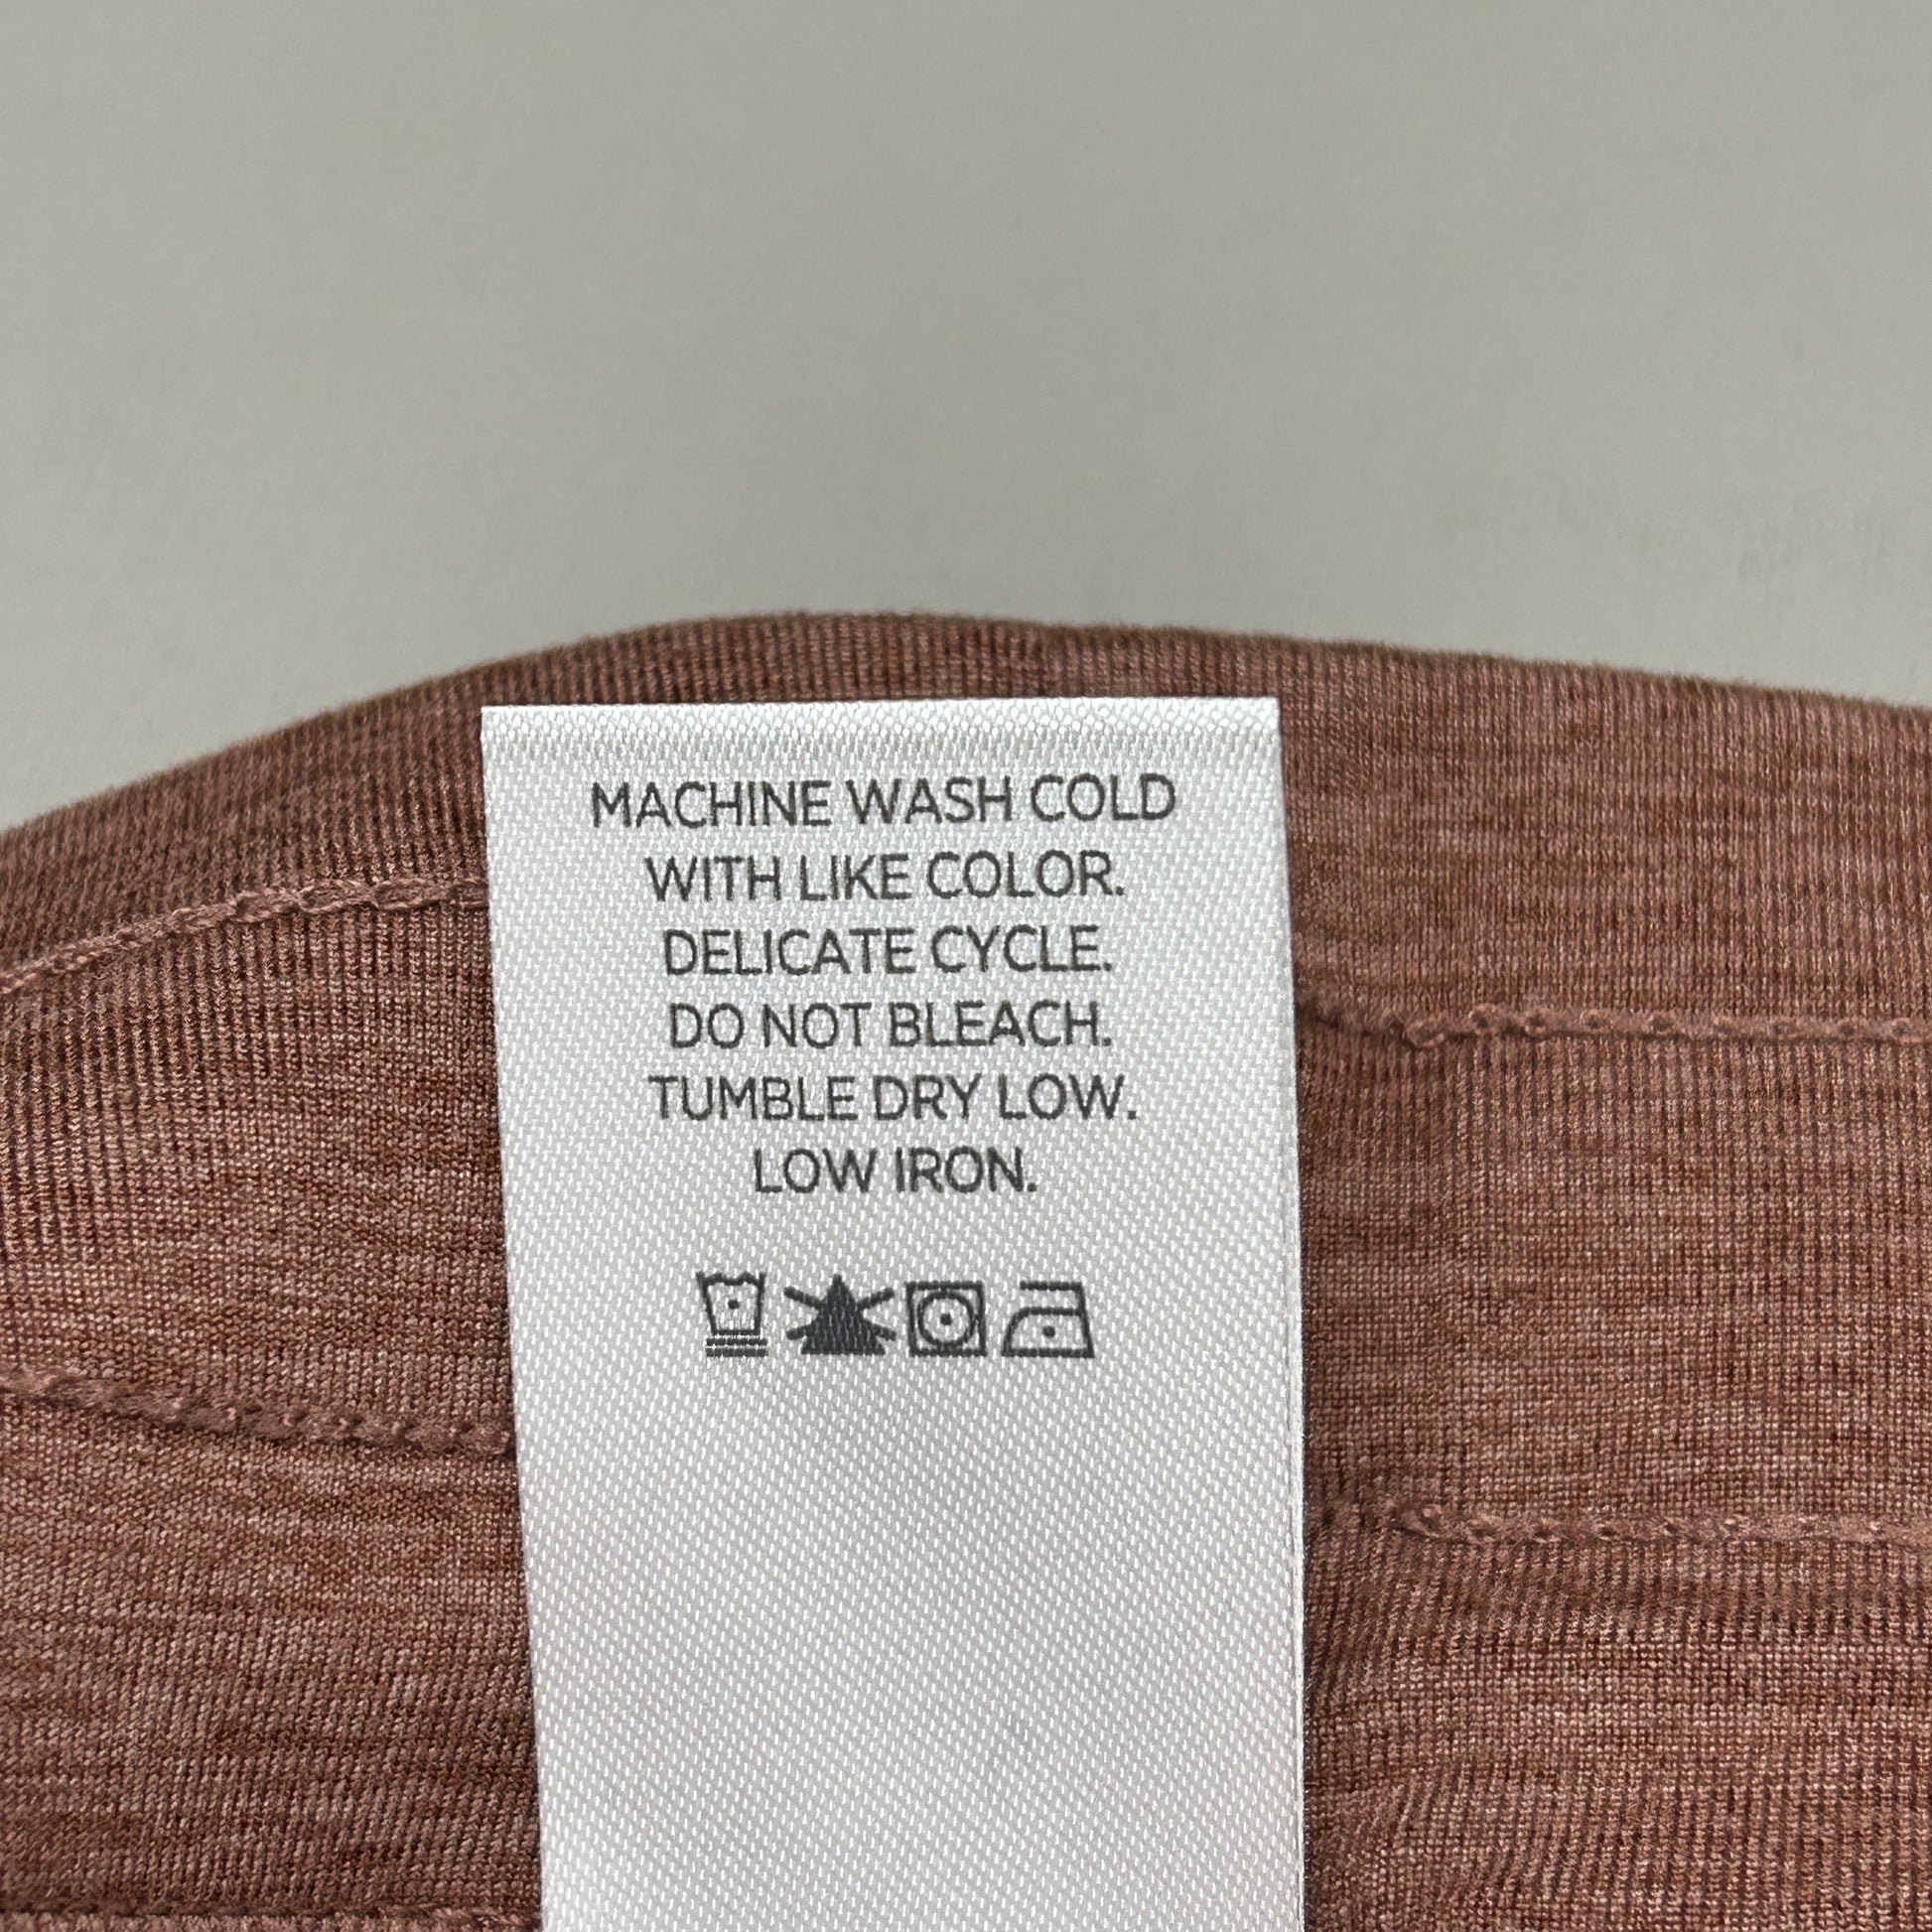 MACHINE WASH COLD
WITH LIKE COLOR.
DELICATE CYCLE.
DO NOT BLEACH.
TUMBLE DRY LOW.
LOW IRON.